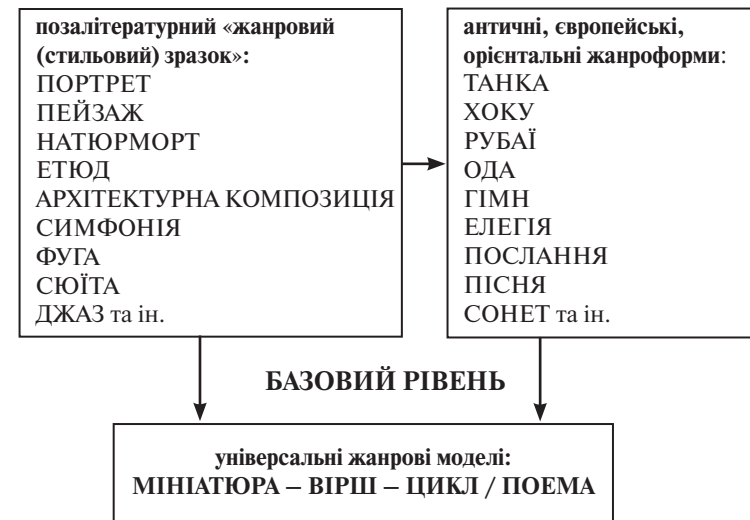 позалітературний «жанровий
(стильовий) зразок»:
ПОРТРЕТ
ПЕЙЗАЖ
НАТЮРМОРТ
ЕТЮД
АРХІТЕКТУРНА КОМПОЗИЦІЯ
СИМФОНІЯ
ФУГА
СЮЇТА
ДЖАЗ та ін.
античні, європейські,
орієнтальні жанроформи:
ТАНКА
ХОКУ
РУБАЇ
ОДА
ГІМН
ЕЛЕГІЯ
ПОСЛАННЯ
ПІСНЯ
СОНЕТ та ін.
БАЗОВИЙ РІВЕНЬ
універсальні жанрові моделі:
МІНІАТЮРА – ВІРШ – ЦИКЛ / ПОЕМА